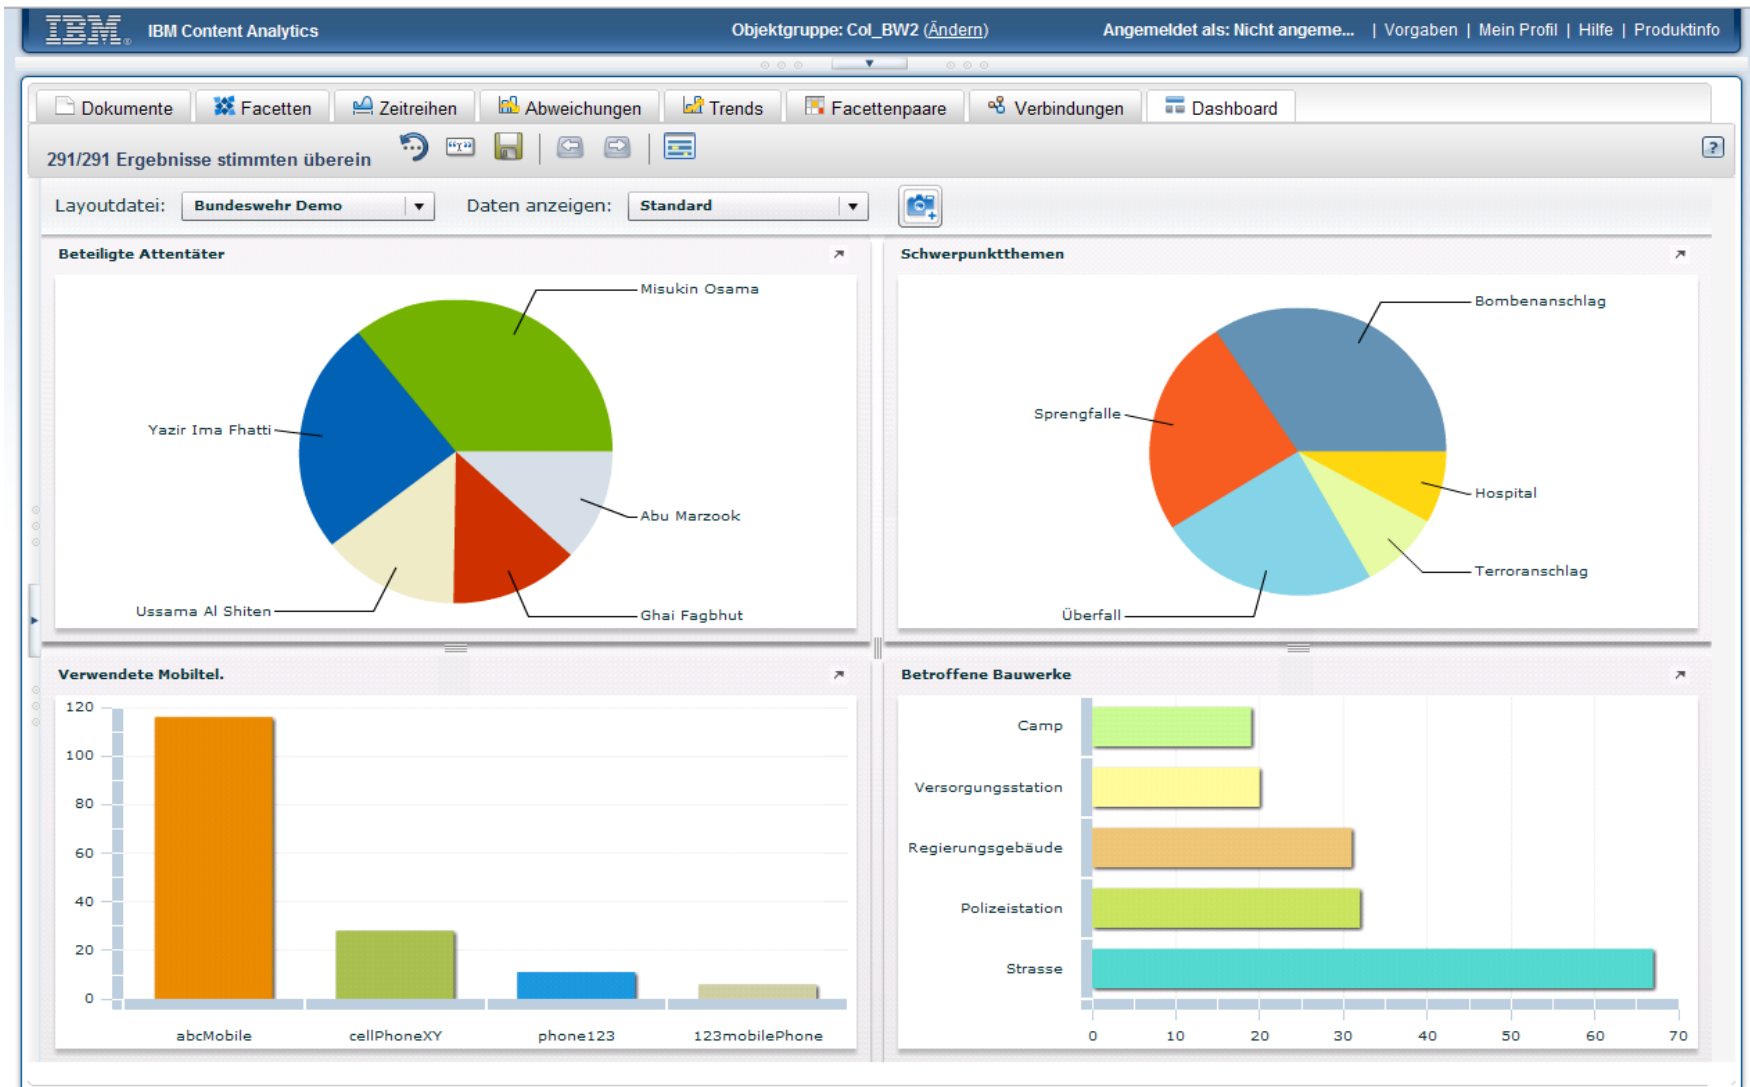 IBM. IBM Content Analytics Objektgruppe: Col_BW2 (Ändern) Angemeldet als: Nicht angeme... | Vorgaben | Mein Profil | Hilfe | Produktinfo
Dokumente Facetten Zeitreihen Abweichungen Trends Facettenpaare Verbindungen Dashboard
291/291 Ergebnisse stimmten überein
Layoutdatei: Bundeswehr Demo Daten anzeigen: Standard
Beteiligte Attentäter
Misukin Osama
Yazir Ima Fhatti
Abu Marzook
Ussama Al Shiten
Ghai Fagbhut
Schwerpunktthemen
Bombenanschlag
Sprengfalle
Hospital
Terroranschlag
Überfall
Verwendete Mobiltel.
120
100
80
60
40
20
0
abcMobile cellPhoneXY phone123 123mobilePhone
Betroffene Bauwerke
Camp
Versorgungsstation
Regierungsgebäude
Polizeistation
Strasse
0 10 20 30 40 50 60 70